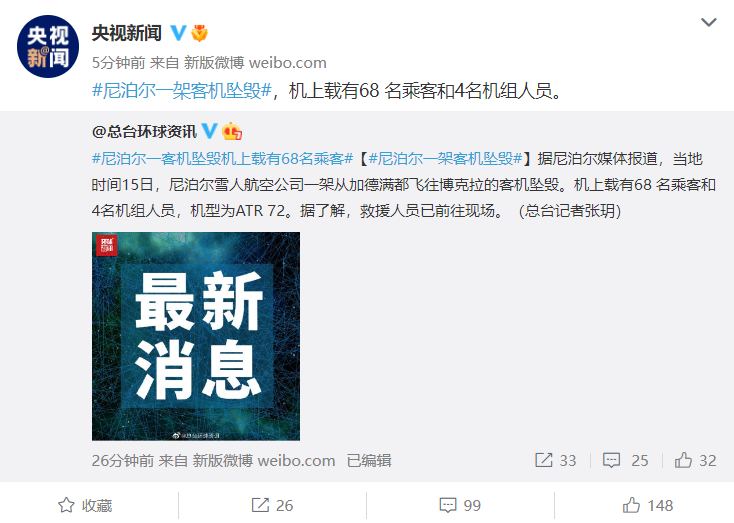 央视新闻
央视
新闻
5分钟前 来自 新版微博 weibo.com
#尼泊尔一架客机坠毁#，机上载有68 名乘客和4名机组人员。
@总台环球资讯
#尼泊尔一客机坠毁机上载有68名乘客#【#尼泊尔一架客机坠毁#】据尼泊尔媒体报道，当地
时间15日，尼泊尔雪人航空公司一架从加德满都飞往博克拉的客机坠毁。机上载有68 名乘客和
4名机组人员，机型为ATR 72。据了解，救援人员已前往现场。（总台记者张玥）
最新
消息
@总台环球资讯
26分钟前 来自 新版微博 weibo.com 已编辑
33 25 32
收藏 26 99 148